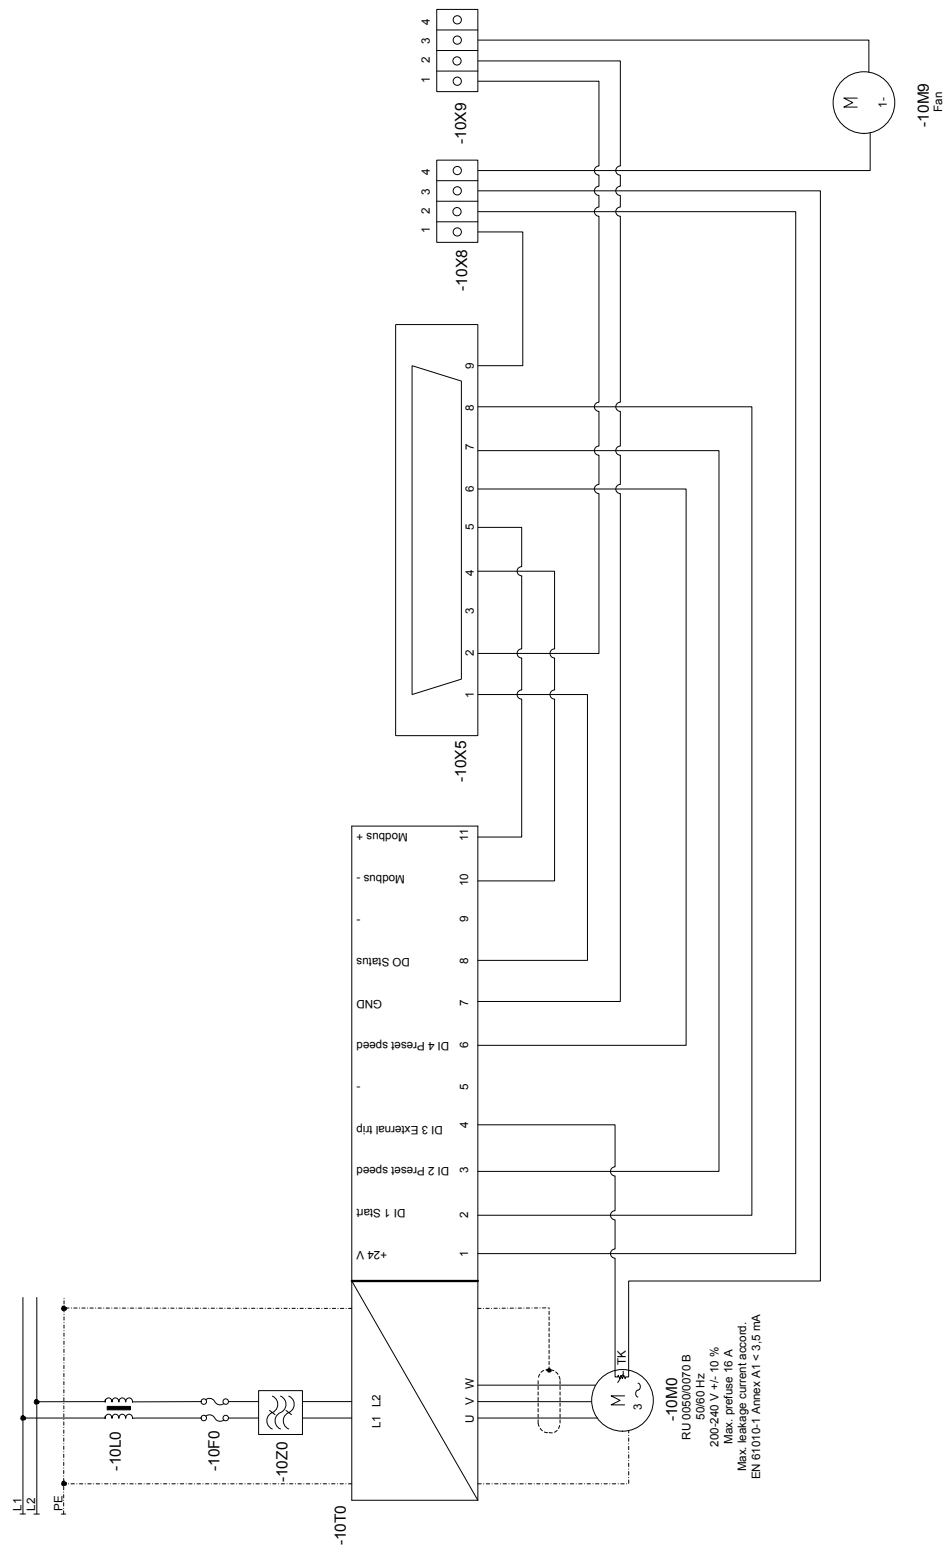 L1
L2
PE
-10L0
-10F0
-10Z0
-10T0
L1 L2
U V W
+24 V
DI 1 Start
DI 2 Preset speed
DI 3 External trip
-
DI 4 Preset speed
GND
DO Status
-
Modbus -
Modbus +
1 2 3 4 5 6 7 8 9 10 11
M
3 ~
TK
-10M0
RU 0050/0070 B
50/60 Hz
200-240 V +/- 10 %
Max. prefuse 16 A
Max. leakage current accord.
EN 61010-1 Annex A1 < 3,5 mA
-10X5
1 2 3 4 5 6 7 8 9
-10X8
1 2 3 4
-10X9
1 2 3 4
M
1-
-10M9
Fan